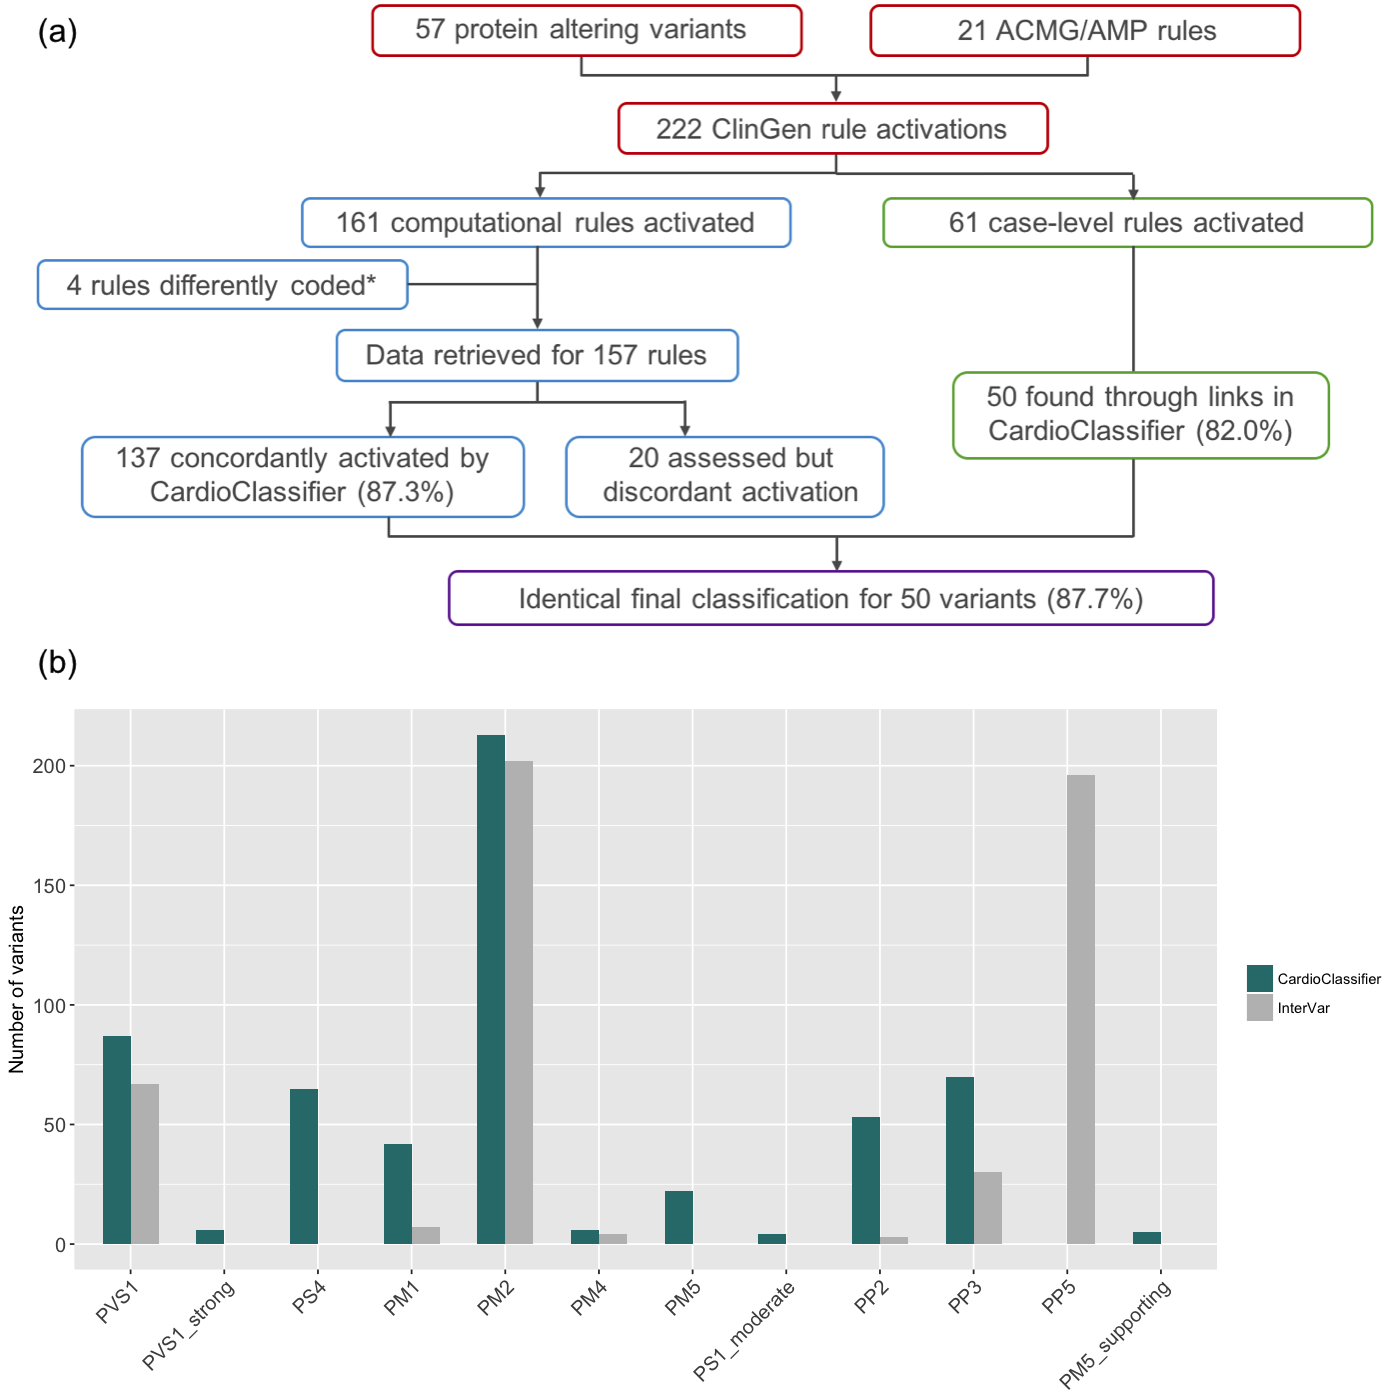 (a)
57 protein altering variants
21 ACMG/AMP rules
222 ClinGen rule activations
161 computational rules activated
61 case-level rules activated
4 rules differently coded*
Data retrieved for 157 rules
50 found through links in
CardioClassifier (82.0%)
137 concordantly activated by
CardioClassifier (87.3%)
20 assessed but
discordant activation
Identical final classification for 50 variants (87.7%)
(b)
Number of variants
200
150
100
50
0
PVS1
PVS1_strong
PS4
PM1
PM2
PM4
PM5
PS1_moderate
PP2
PP3
PP5
PM5_supporting
CardioClassifier
InterVar